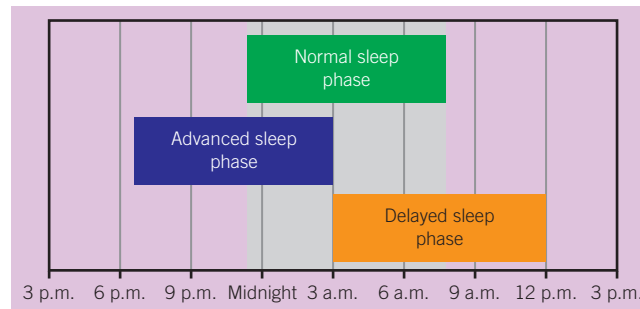 Normal sleep
phase
Advanced sleep
phase
Delayed sleep
phase
3 p.m. 6 p.m. 9 p.m. Midnight 3 a.m. 6 a.m. 9 a.m. 12 p.m. 3 p.m.